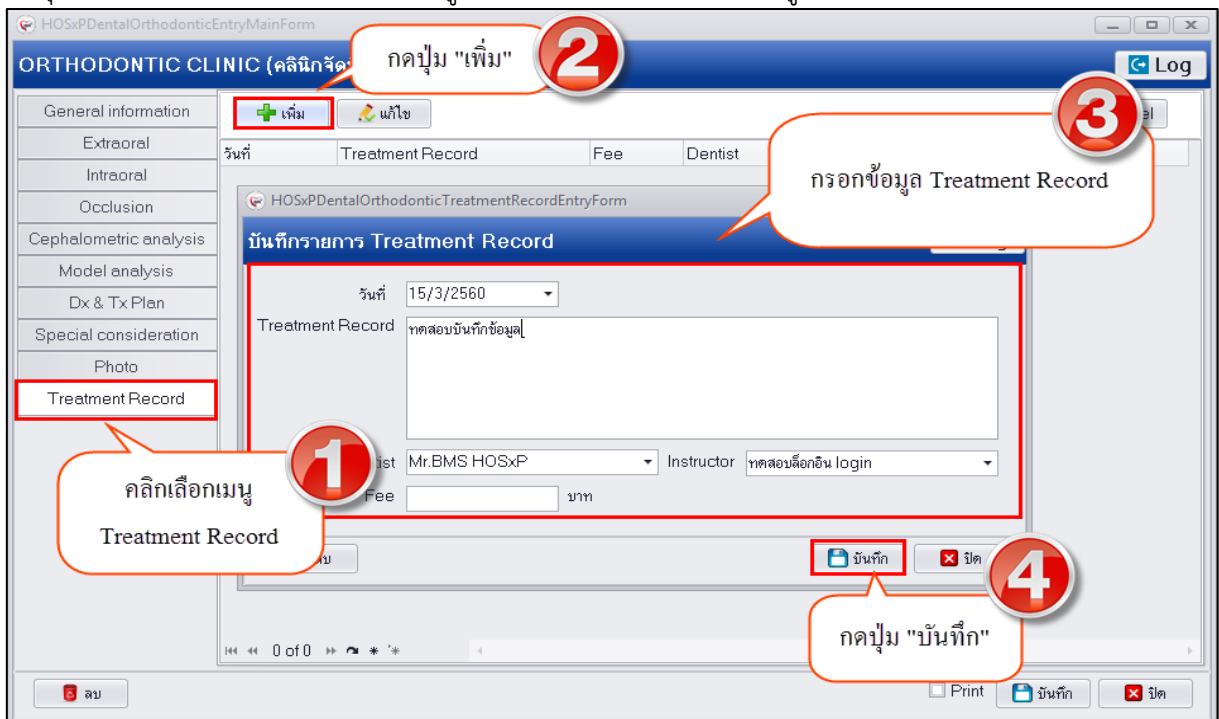 HOSxPDentalOrthodonticEntryMainForm
ORTHODONTIC CLINIC (คลินิกจัด
Log
กดปุ่ม "เพิ่ม"
2
General information
Extraoral
Intraoral
Occlusion
Cephalometric analysis
Model analysis
Dx & Tx Plan
Special consideration
Photo
Treatment Record
เพิ่ม
แก้ไข
วันที่ Treatment Record Fee Dentist
3
กรอกข้อมูล Treatment Record
HOSxPDentalOrthodonticTreatmentRecordEntryForm
บันทึกรายการ Treatment Record
วันที่ 15/3/2560
Treatment Record ทดสอบบันทึกข้อมูล
Mr.BMS HOSxP Instructor ทดสอบล็อกอิน login
Fee บาท
1
คลิกเลือกเมนู
Treatment Record
บันทึก
ปิด
4
กดปุ่ม "บันทึก"
0 of 0
ลบ
Print
บันทึก
ปิด